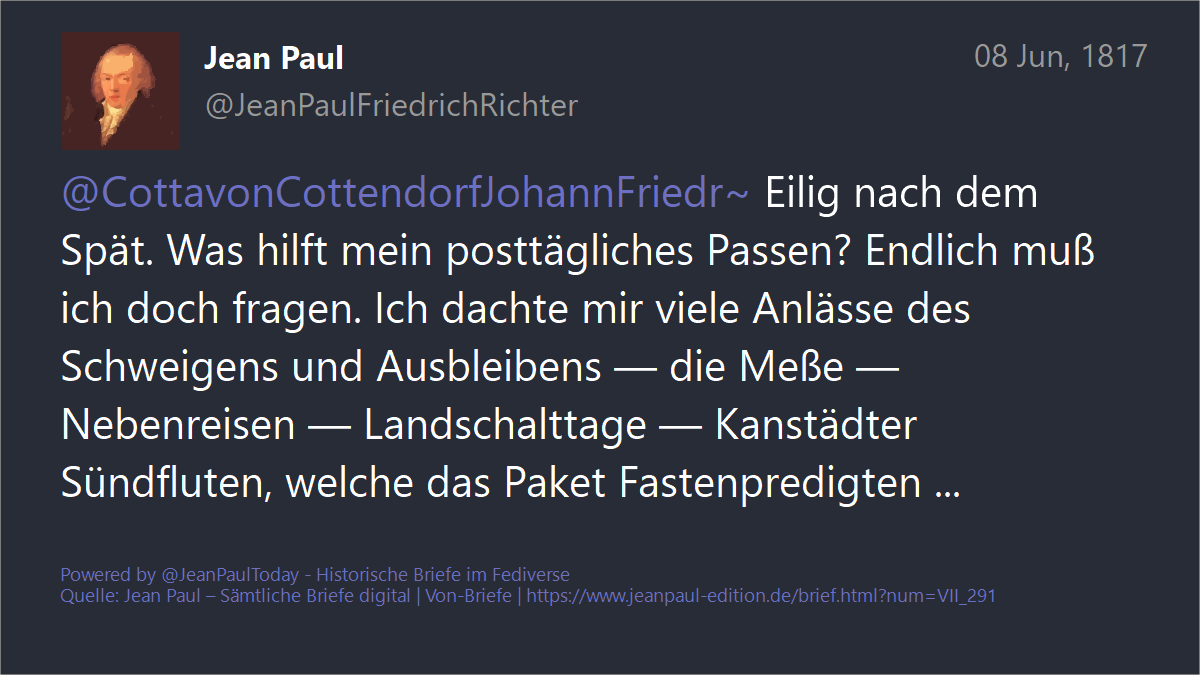 Jean Paul
08 Jun, 1817
@JeanPaulFriedrichRichter
@CottavonCottendorfJohannFriedr~ Eilig nach dem
Spät. Was hilft mein posttägliches Passen? Endlich muß
ich doch fragen. Ich dachte mir viele Anlässe des
Schweigens und Ausbleibens — die Meße —
Nebenreisen — Landschalttage — Kanstädter
Sündfluten, welche das Paket Fastenpredigten ...
Powered by @JeanPaulToday - Historische Briefe im Fediverse
Quelle: Jean Paul – Sämtliche Briefe digital | Von-Briefe | https://www.jeanpaul-edition.de/brief.html?num=VII_291